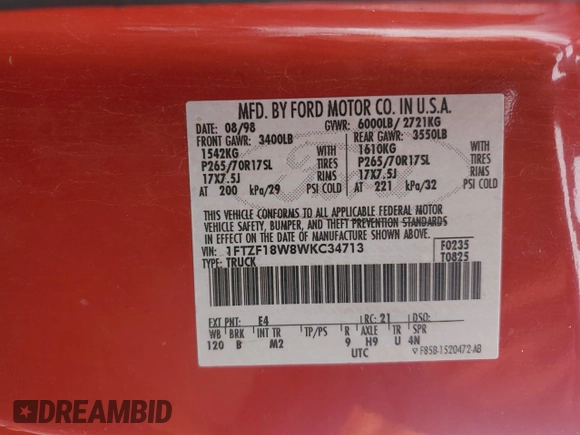 MFD. BY FORD MOTOR CO. IN U.S.A.
DATE: 08/98 GVWR: 6000LB/ 2721KG
FRONT GAWR: 3400LB REAR GAWR: 3550LB
1542KG WITH 1610KG WITH
P265/70R17SL TIRES P265/70R17SL TIRES
17X7.5J RIMS 17X7.5J RIMS
AT 200 kPa/29 PSI COLD AT 221 kPa/32 PSI COLD
THIS VEHICLE CONFORMS TO ALL APPLICABLE FEDERAL MOTOR
VEHICLE SAFETY, BUMPER, AND THEFT PREVENTION STANDARDS
IN EFFECT ON THE DATE OF MANUFACTURE SHOWN ABOVE.
VIN: 1FTZF18W8WKC34713 F0235
TYPE: TRUCK T0825
EXT PNT: E4 RC: 21 DSO:
WB BRK INT TR TP/PS R AXLE TR SPR
120 B M2 9 H9 U 4N
UTC F85B-1520472-AB
DREAMBID